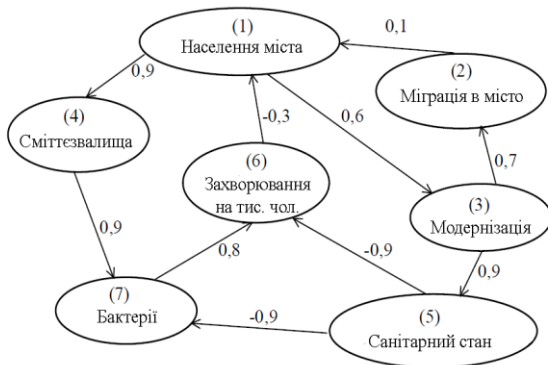 (1)
Населення міста
0,1
0,9
(2)
Міграція в місто
(4)
Сміттєзвалища
-0,3
0,6
(6)
Захворювання
на тис. чол.
0,7
(3)
Модернізація
0,9
0,8
-0,9
0,9
(7)
Бактерії
-0,9
(5)
Санітарний стан